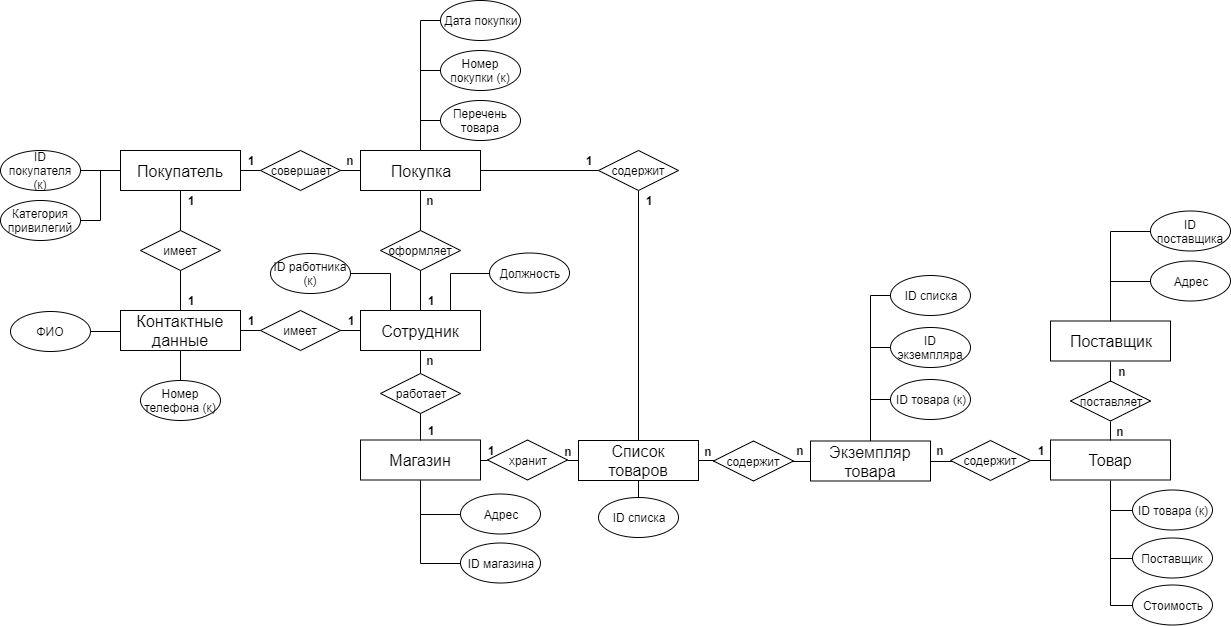 Дата покупки
Номер
покупки (к)
Перечень
товара
ID
покупателя
(к)
Категория
привилегий
Покупатель
1
совершает
n
Покупка
1
содержит
1
1
имеет
1
n
оформляет
1
ID работника
(к)
Должность
ФИО
Контактные
данные
1
имеет
1
Сотрудник
Номер
телефона (к)
n
работает
1
Магазин
1
хранит
n
Список
товаров
n
содержит
n
Экземпляр
товара
n
содержит
1
Товар
ID списка
Адрес
ID магазина
ID списка
ID
экземпляра
ID товара (к)
ID
поставщика
Адрес
Поставщик
n
поставляет
n
ID товара (к)
Поставщик
Стоимость